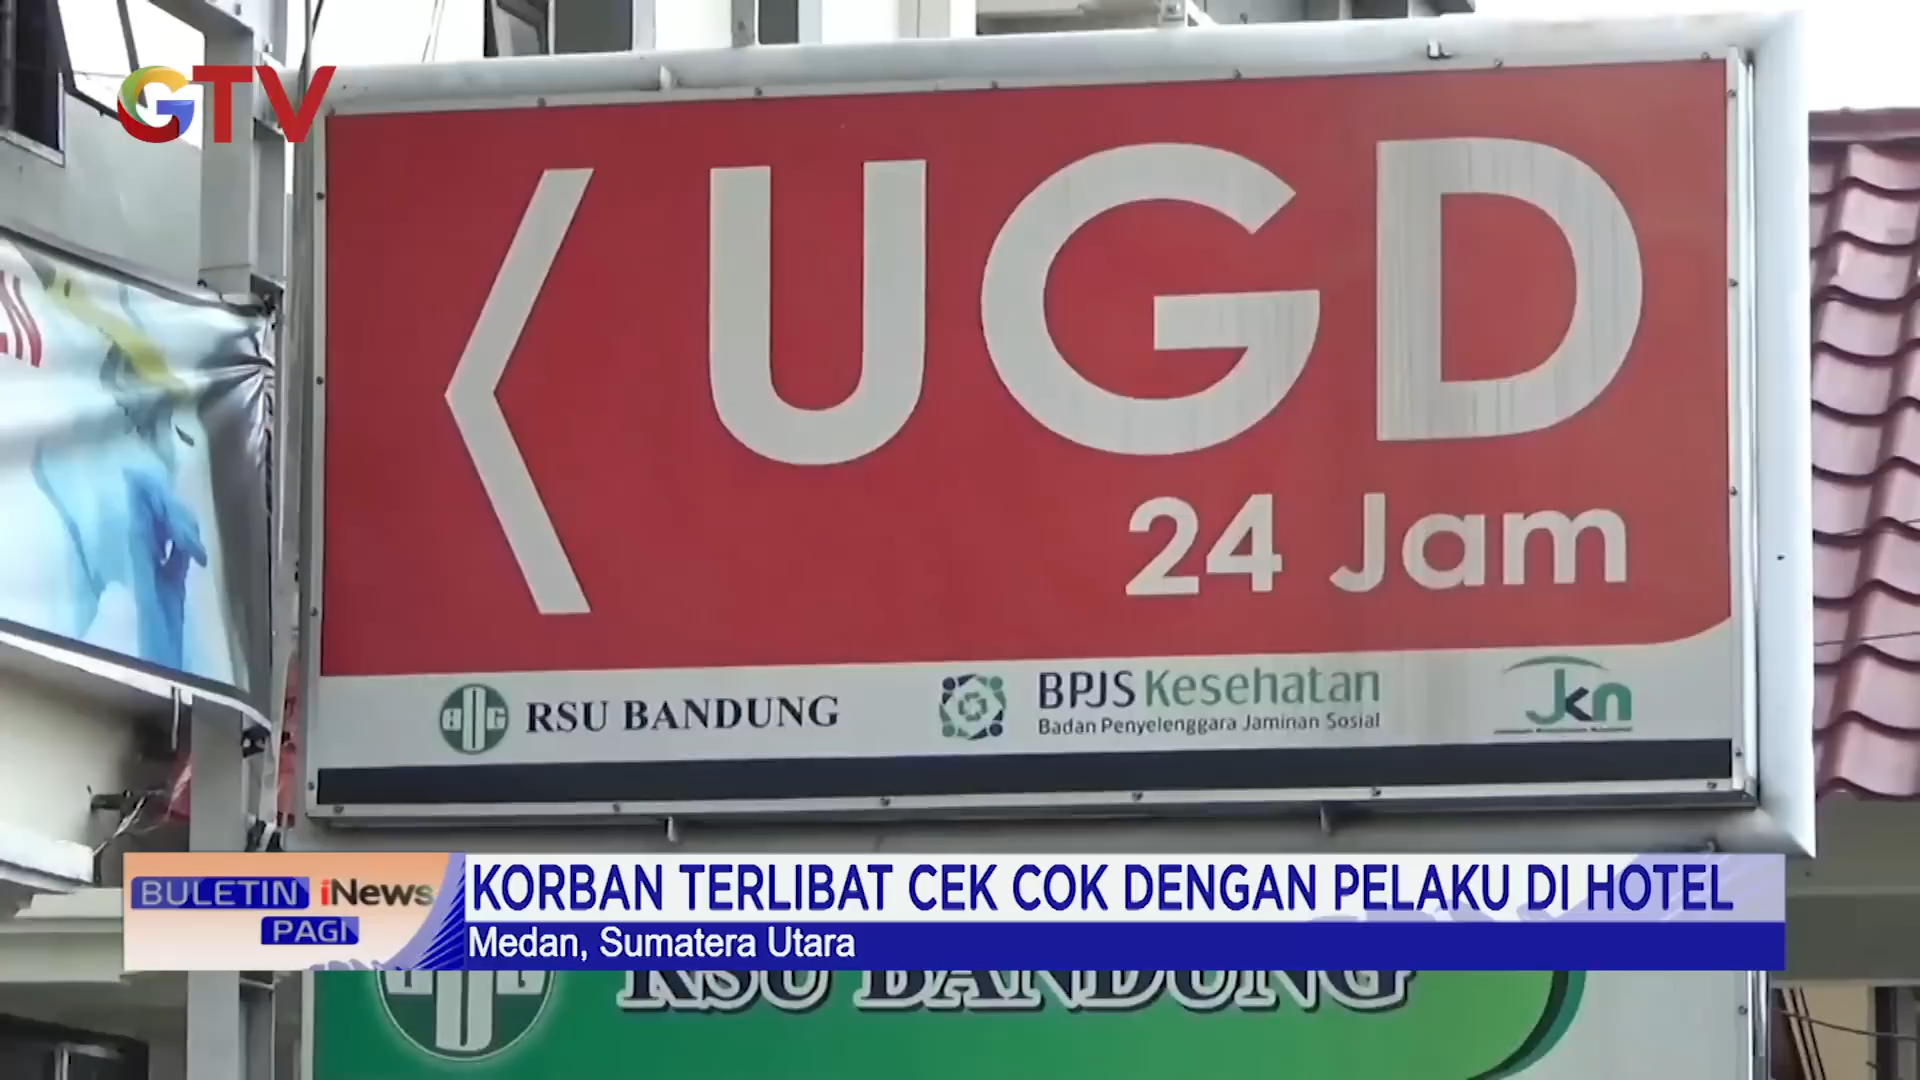 GTV
UGD
24 Jam
RSU BANDUNG
BPJS Kesehatan
Badan Penyelenggara Jaminan Sosial
Jkn
BULETIN iNews
PAGI
KORBAN TERLIBAT CEK COK DENGAN PELAKU DI HOTEL
Medan, Sumatera Utara
RSU BANDUNG